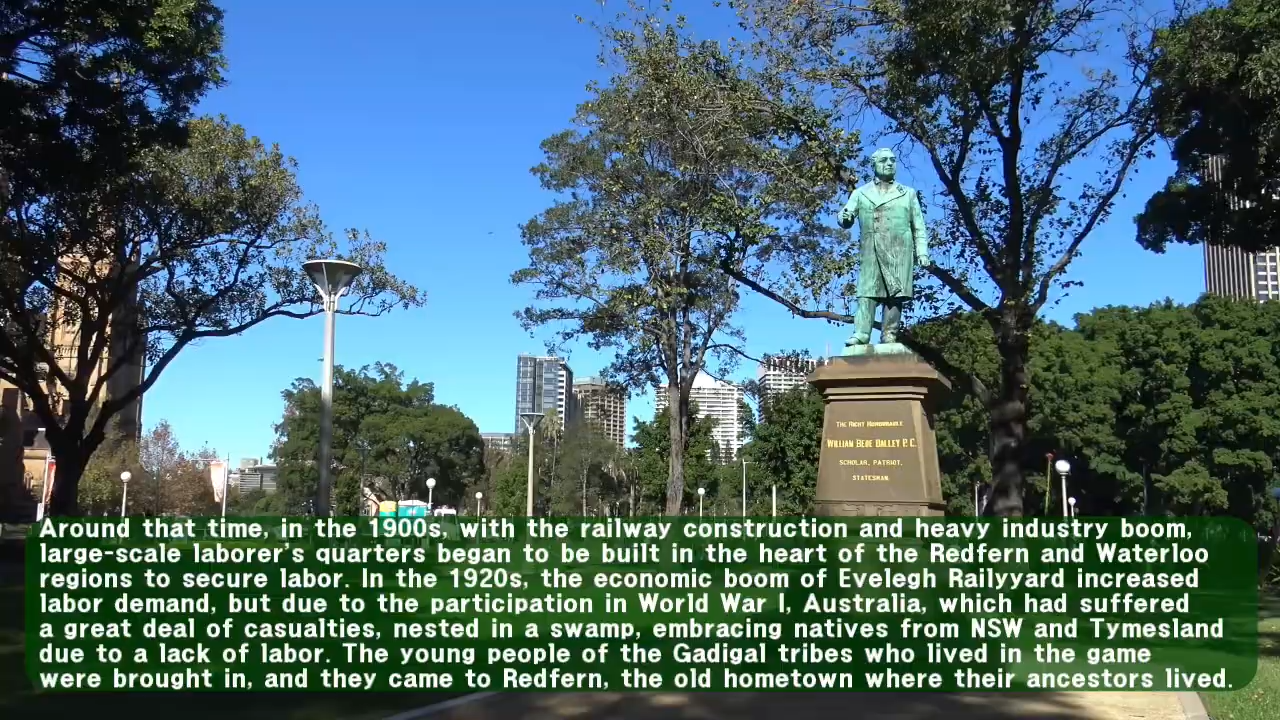 The Right Honourable
William Bede Dalley P.C.
Scholar, Patriot,
Statesman.
Around that time, in the 1900s, with the railway construction and heavy industry boom,
large-scale laborer's quarters began to be built in the heart of the Redfern and Waterloo
regions to secure labor. In the 1920s, the economic boom of Evelegh Railyyard increased
labor demand, but due to the participation in World War I, Australia, which had suffered
a great deal of casualties, nested in a swamp, embracing natives from NSW and Tymesland
due to a lack of labor. The young people of the Gadigal tribes who lived in the game
were brought in, and they came to Redfern, the old hometown where their ancestors lived.